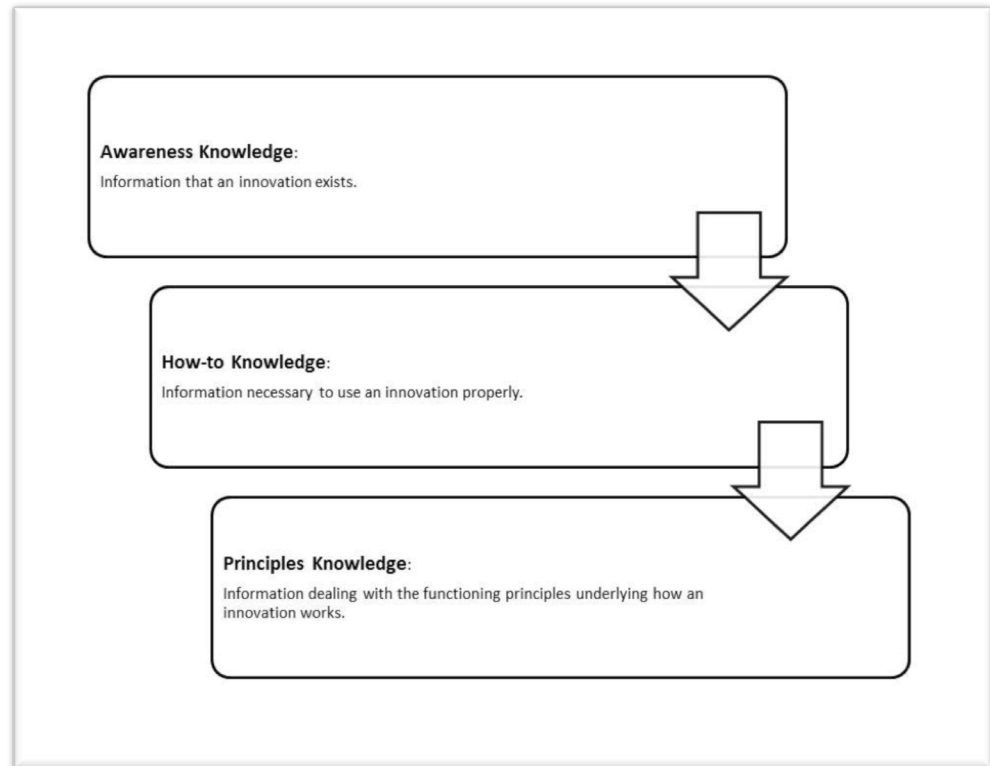 Awareness Knowledge:
Information that an innovation exists.
How-to Knowledge:
Information necessary to use an innovation properly.
Principles Knowledge:
Information dealing with the functioning principles underlying how an
innovation works.